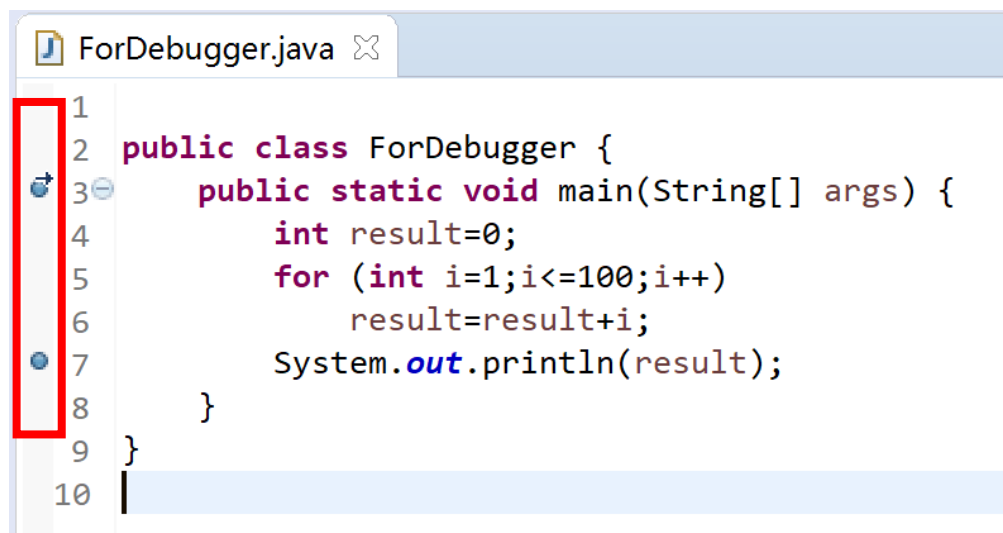 ForDebugger.java
1
2 public class ForDebugger {
3 public static void main(String[] args) {
4 int result=0;
5 for (int i=1;i<=100;i++)
6 result=result+i;
7 System.out.println(result);
8 }
9 }
10